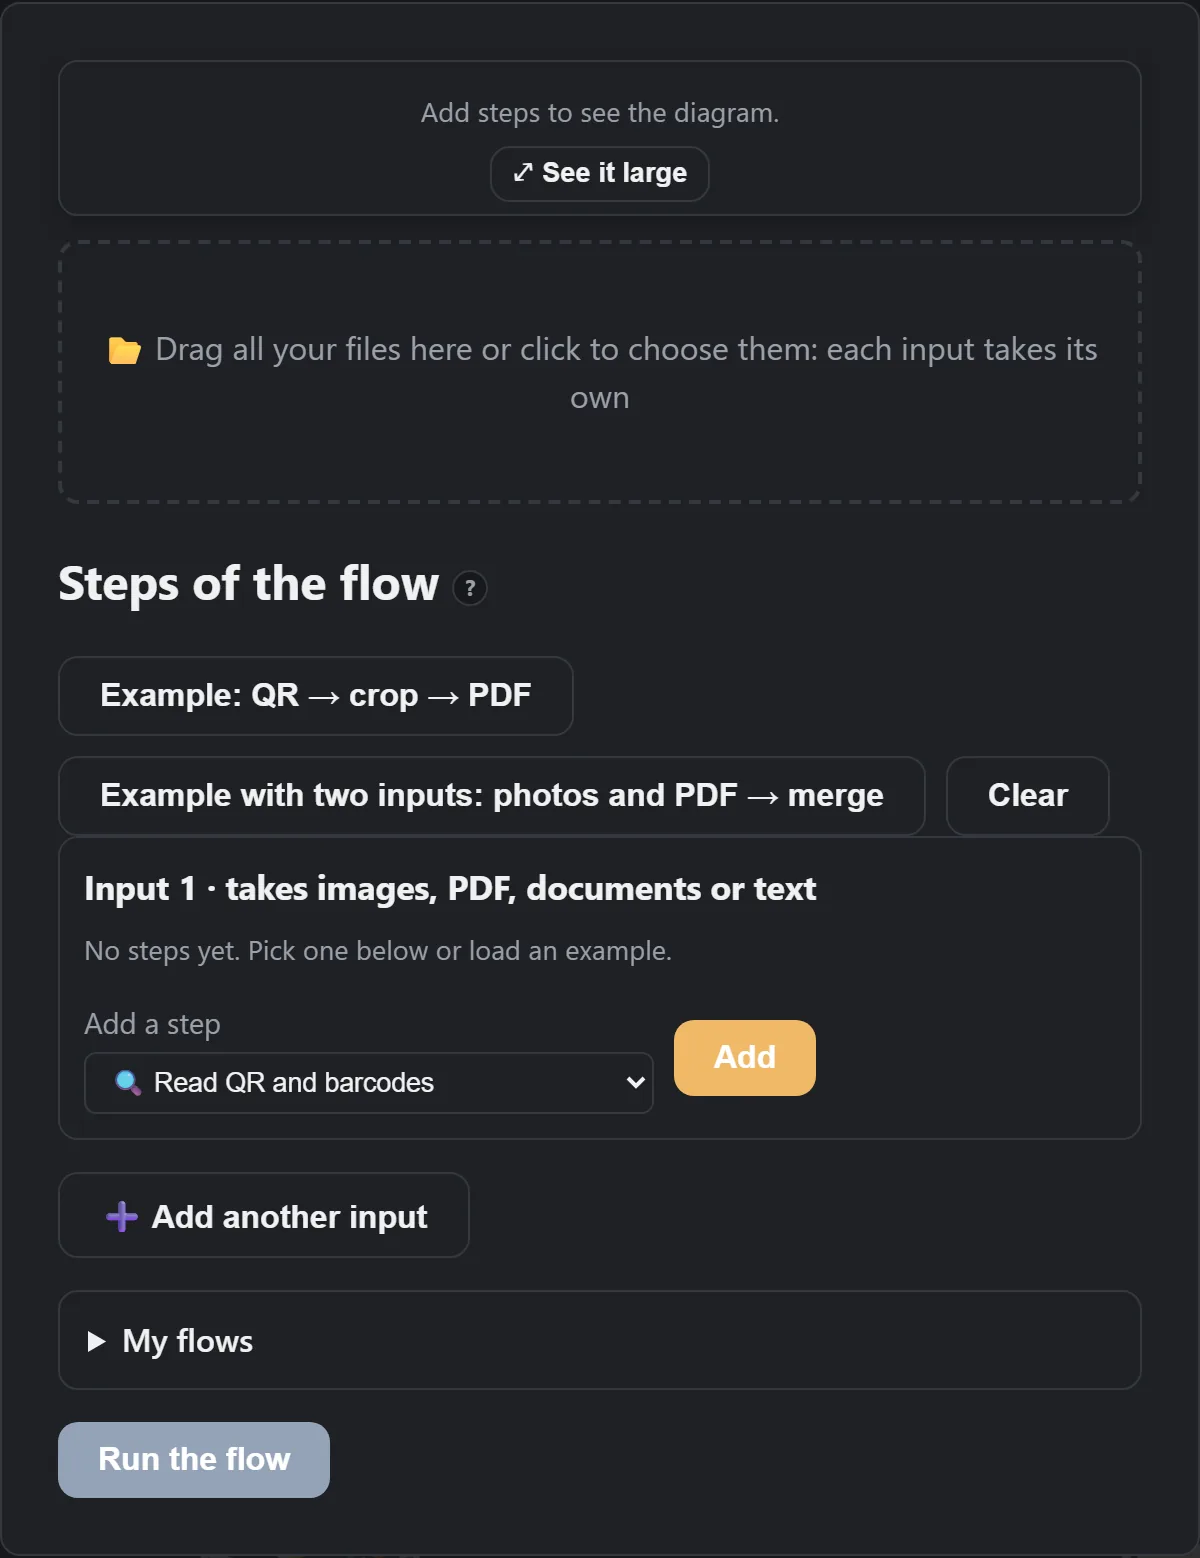 Add steps to see the diagram.
⤢ See it large
Drag all your files here or click to choose them: each input takes its
own
Steps of the flow ?
Example: QR → crop → PDF
Example with two inputs: photos and PDF → merge
Clear
Input 1 · takes images, PDF, documents or text
No steps yet. Pick one below or load an example.
Add a step
Read QR and barcodes
Add
Add another input
My flows
Run the flow